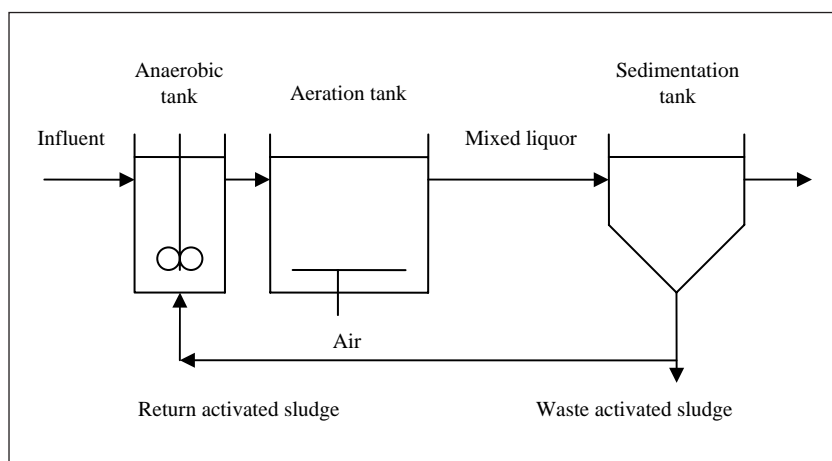 Anaerobic
tank
Aeration tank
Sedimentation
tank
Influent
Mixed liquor
Air
Return activated sludge
Waste activated sludge